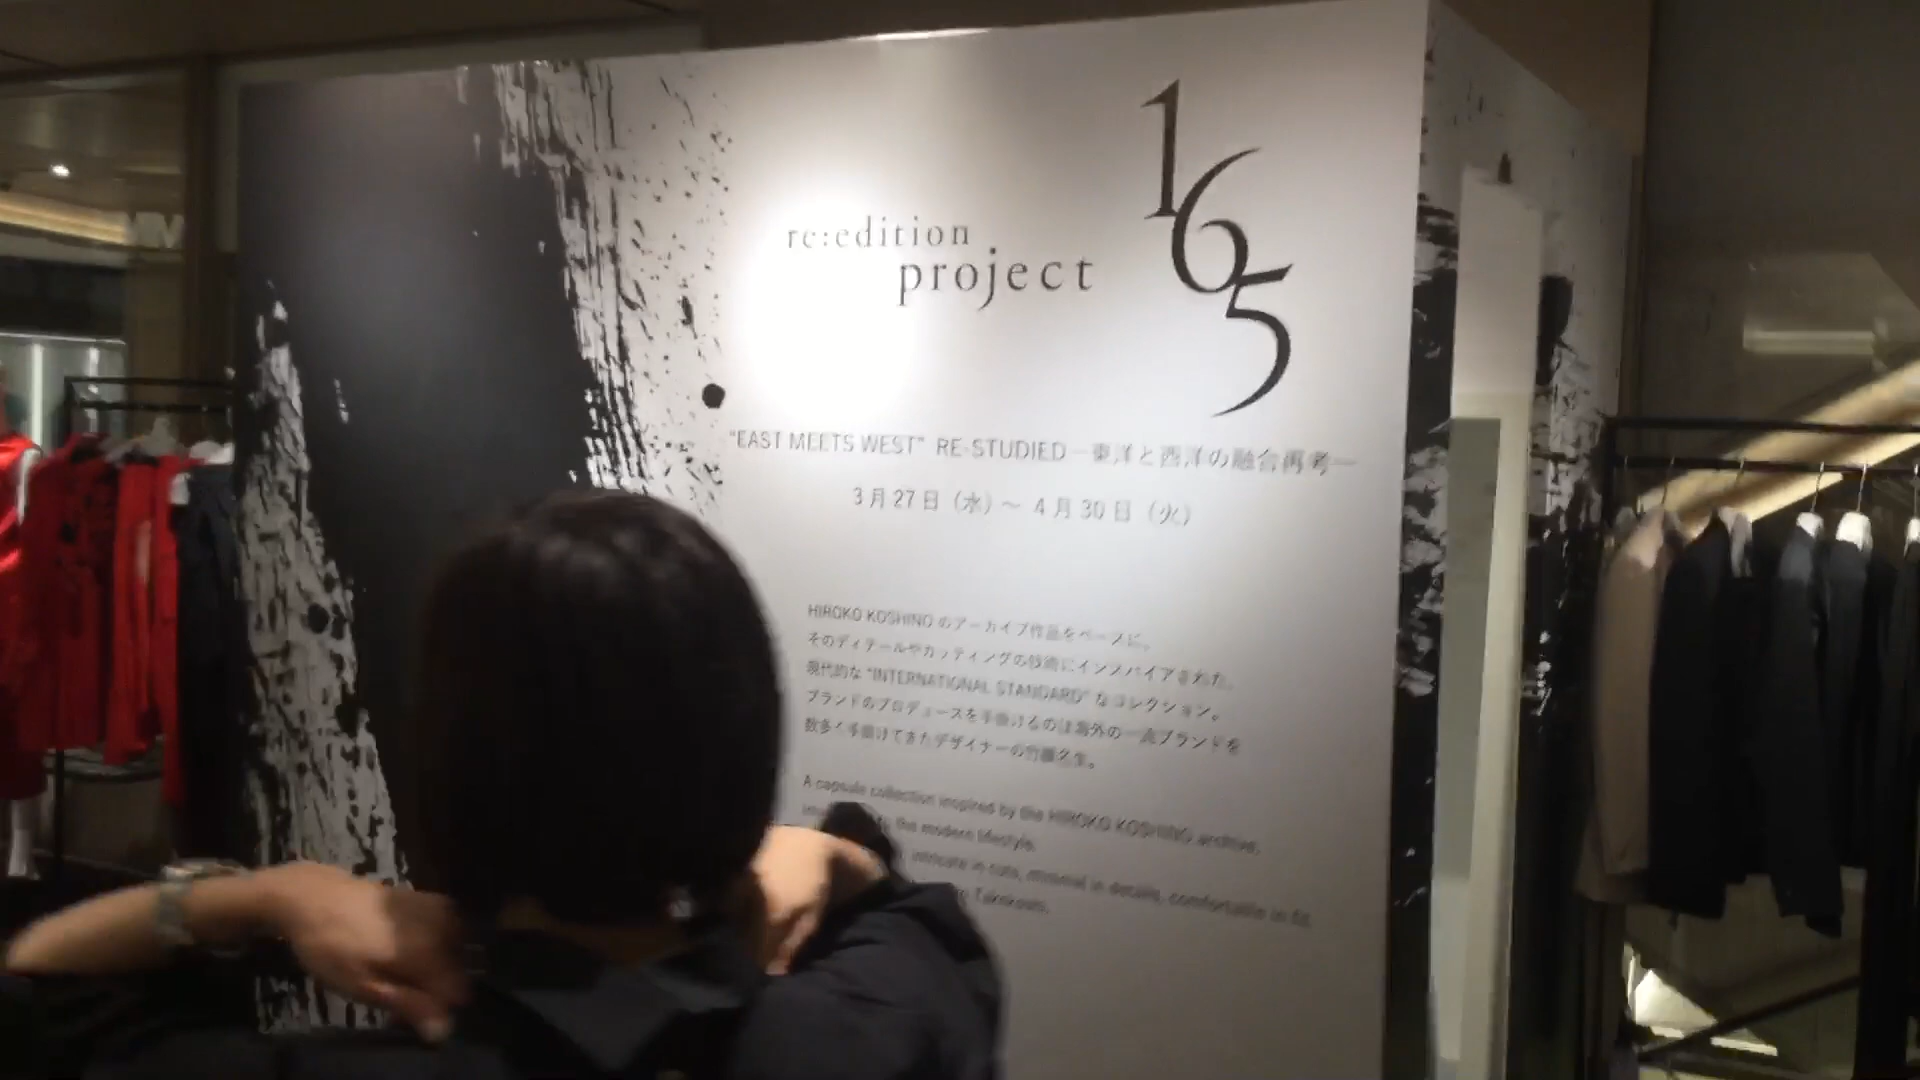 re:edition
project
165
"EAST MEETS WEST" RE-STUDIED ―東洋と西洋の融合再考―
3月27日（水）～ 4月30日（火）
HIROKO KOSHINO のアーカイブ作品をベースに、
そのディテールやカッティングの技術にインスパイアされた、
現代的な "INTERNATIONAL STANDARD" なコレクション。
ブランドのプロデュースを手掛けるのは海外の一流ブランドを
数多く手掛けてきたデザイナーの
A capsule collection inspired by the HIROKO KOSHINO archive,
the modern lifestyle.
intricate in cuts, minimal in details, comfortable in fit.